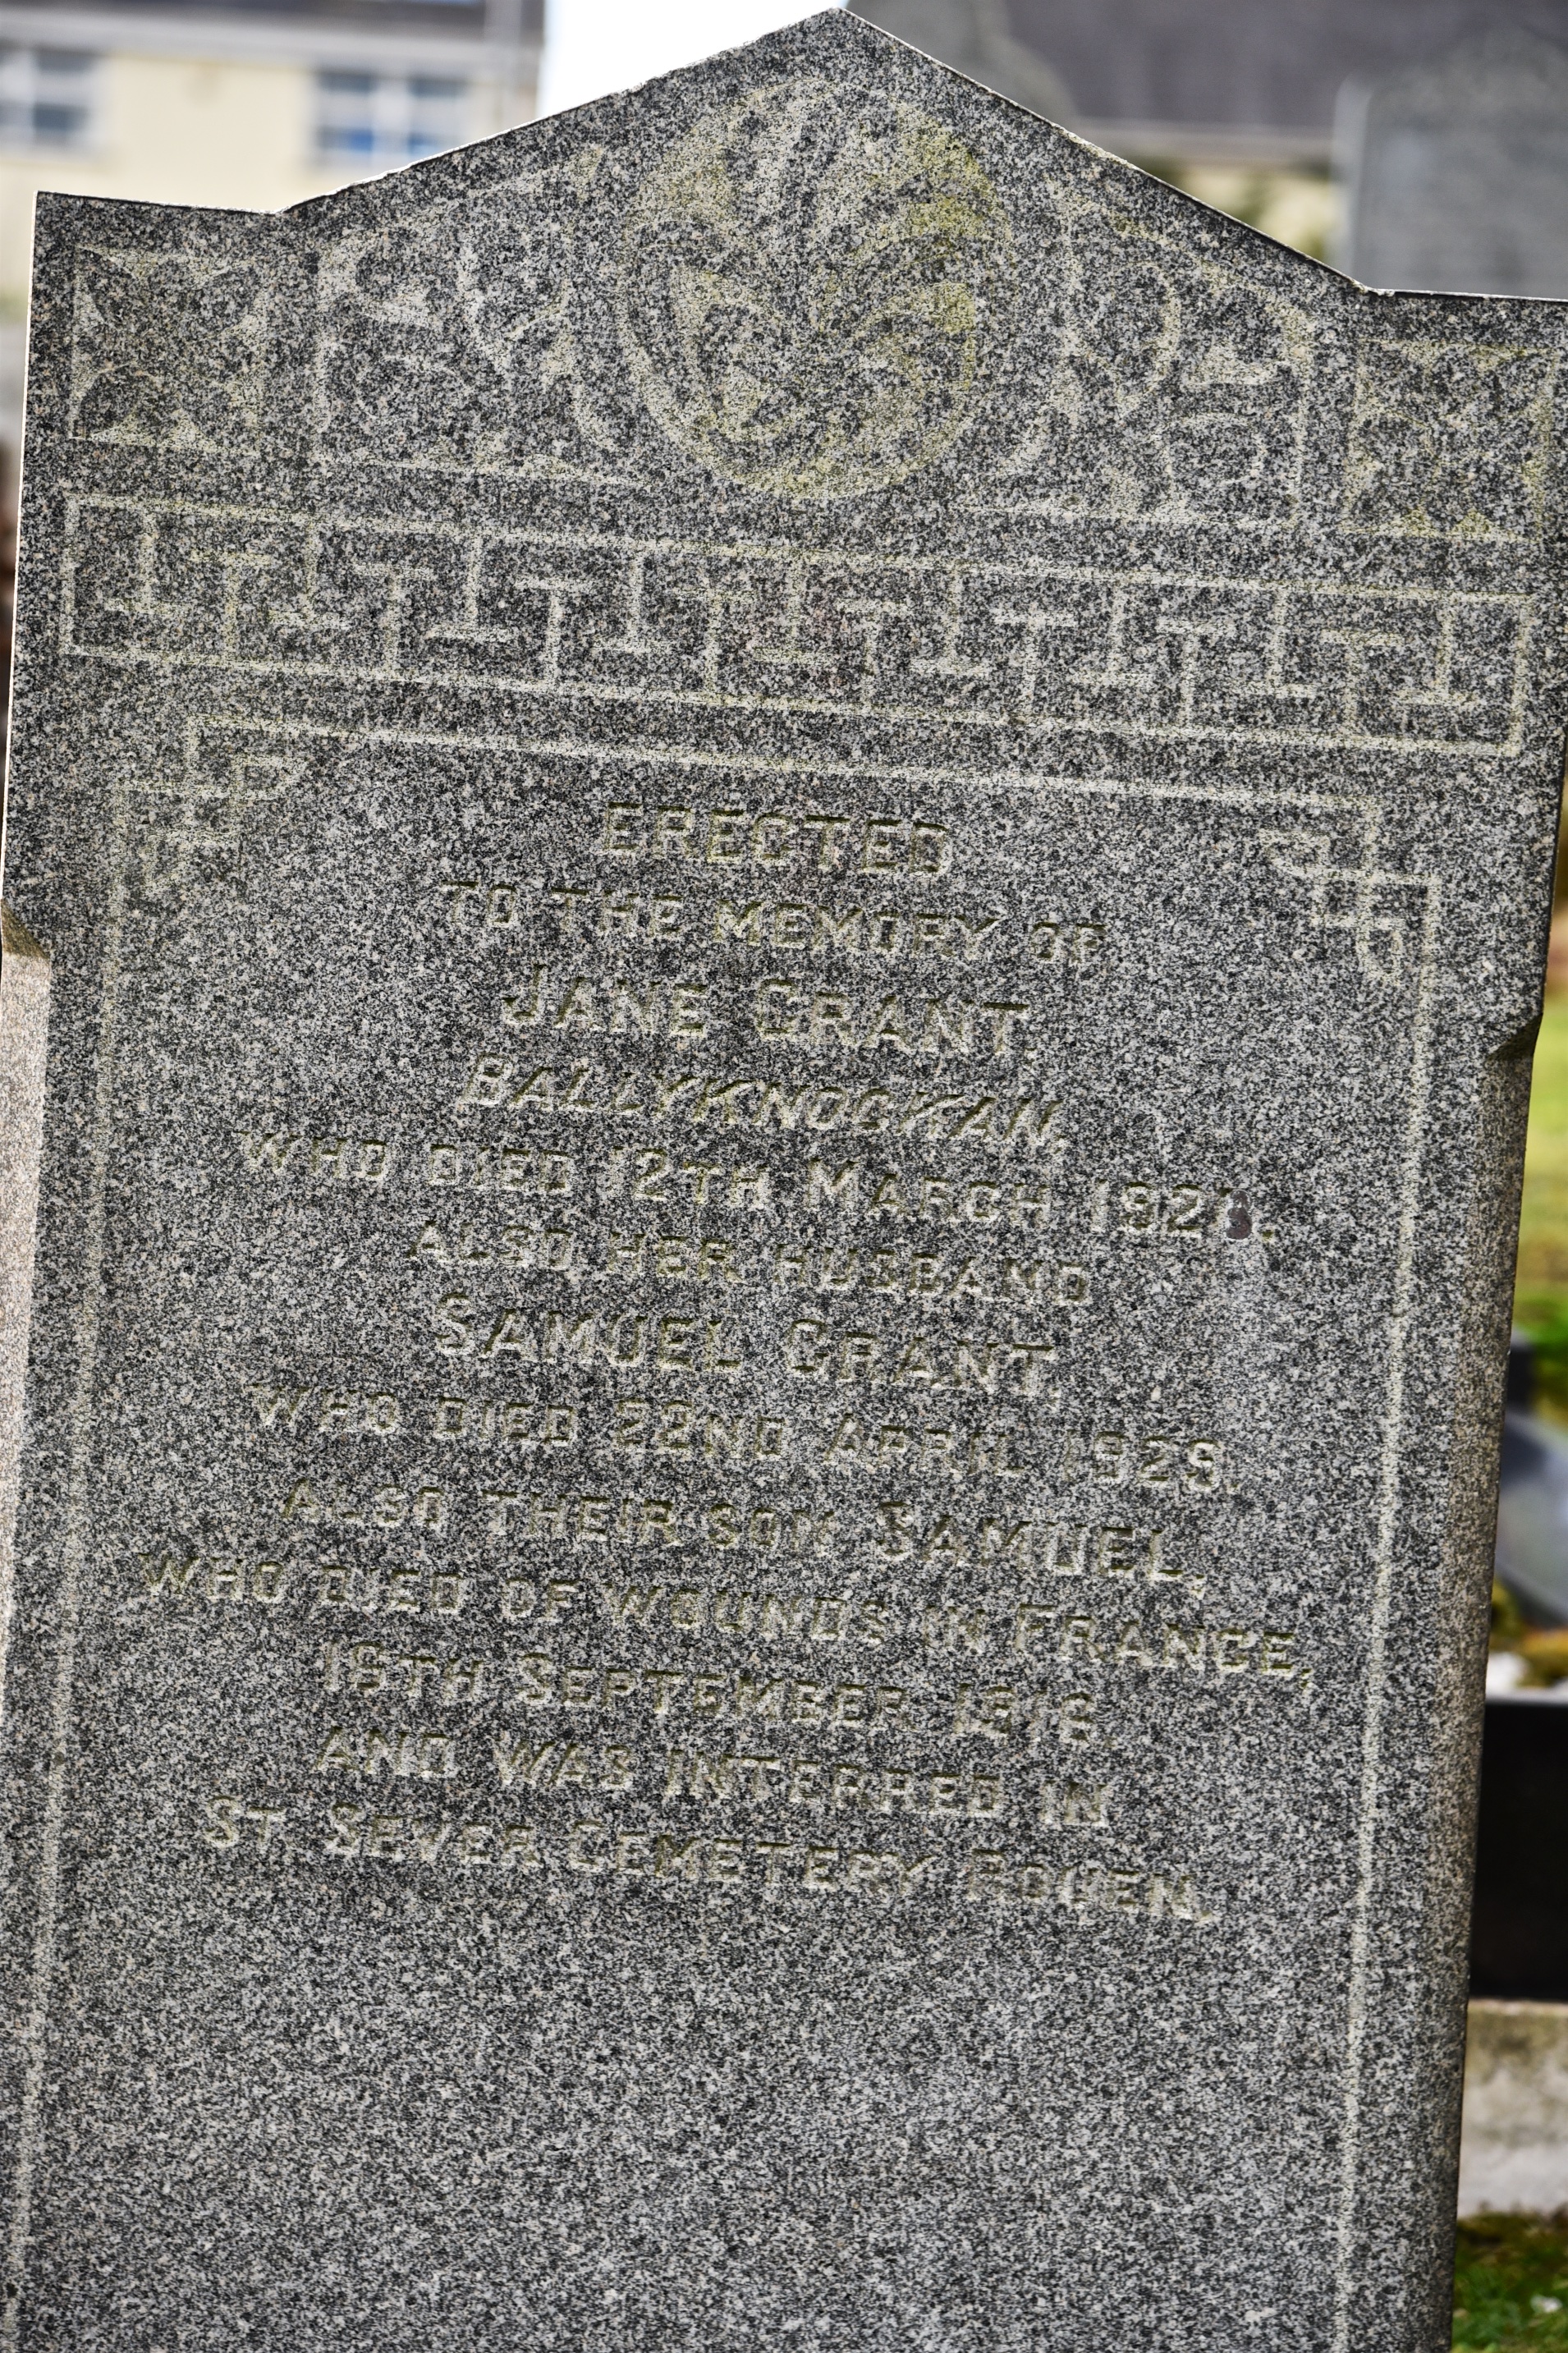 ERECTED
TO THE MEMORY OF
JANE GRANT,
BALLYKNOCKAN,
WHO DIED 12TH MARCH
ALSO HER HUSBAND
SAMUEL GRANT,
WHO DIED 22ND APRIL
ALSO THEIR SON SAMUEL,
WHO DIED OF WOUNDS IN FRANCE,
SEPTEMBER
AND WAS INTERRED IN
ST. SEVER CEMETERY ROUEN.